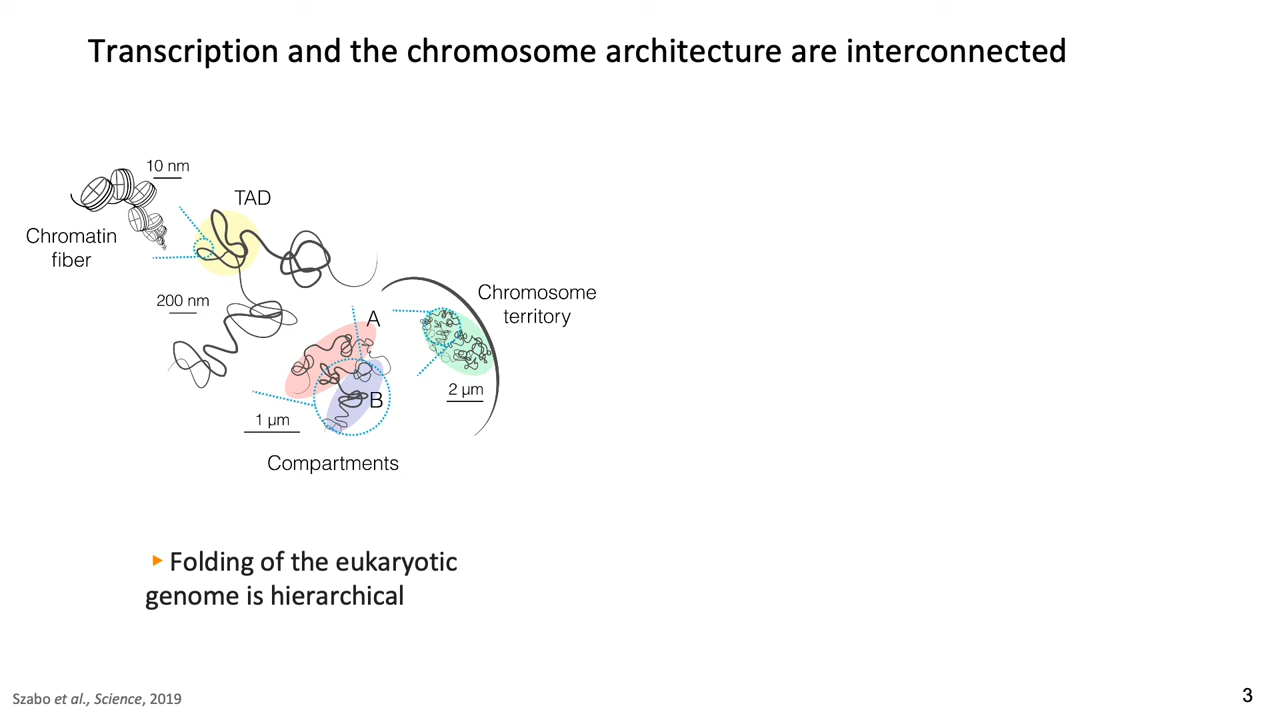 Transcription and the chromosome architecture are interconnected
10 nm
TAD
Chromatin
fiber
200 nm
Chromosome
territory
A
2 µm
B
1 µm
Compartments
▸ Folding of the eukaryotic
genome is hierarchical
Szabo et al., Science, 2019
3